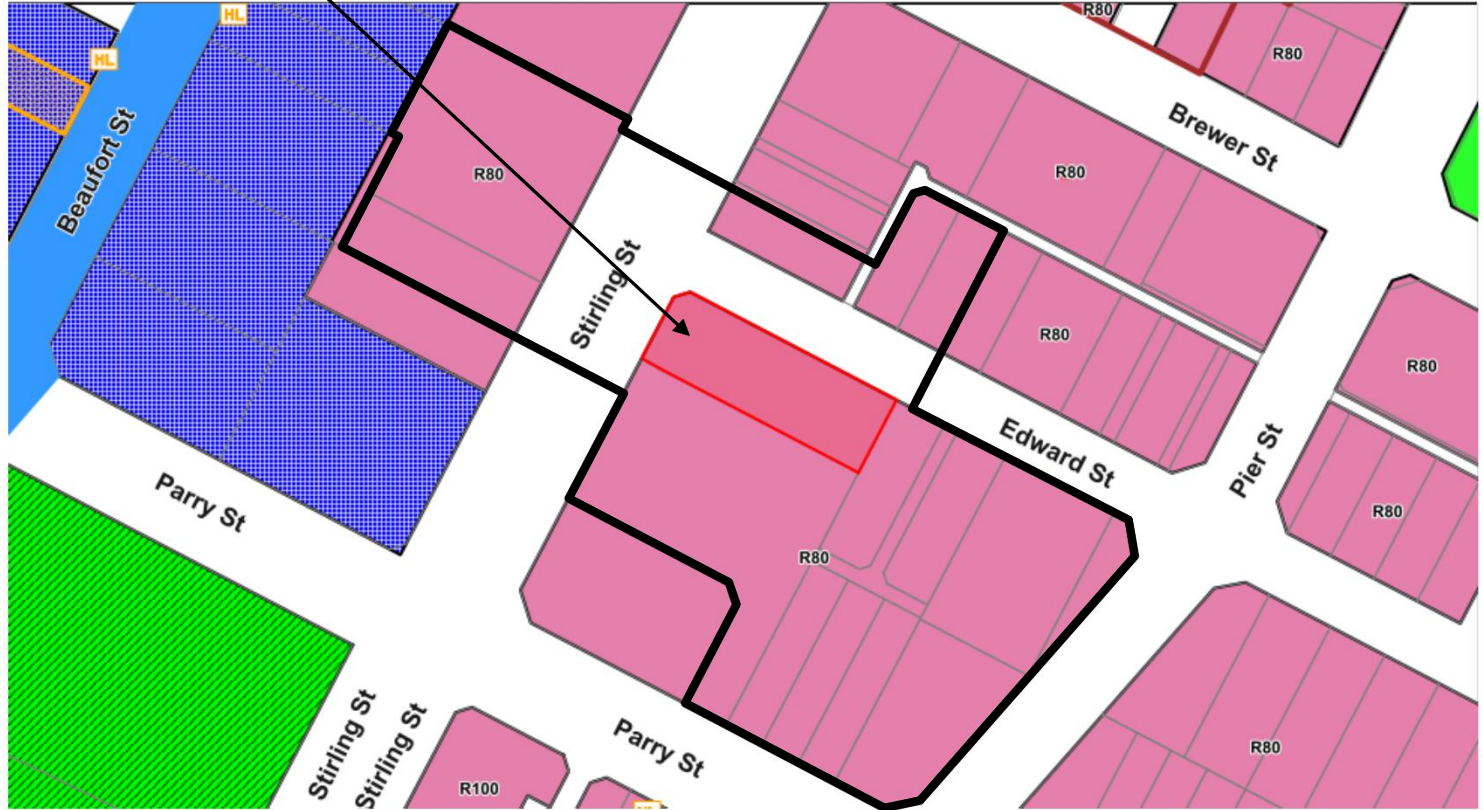 HL
R80
R80
HL
Brewer St
Beaufort St
R80
R80
Stirling St
R80
R80
Edward St
Pier St
Parry St
R80
R80
Stirling St
Stirling St
Parry St
R80
R100
HL